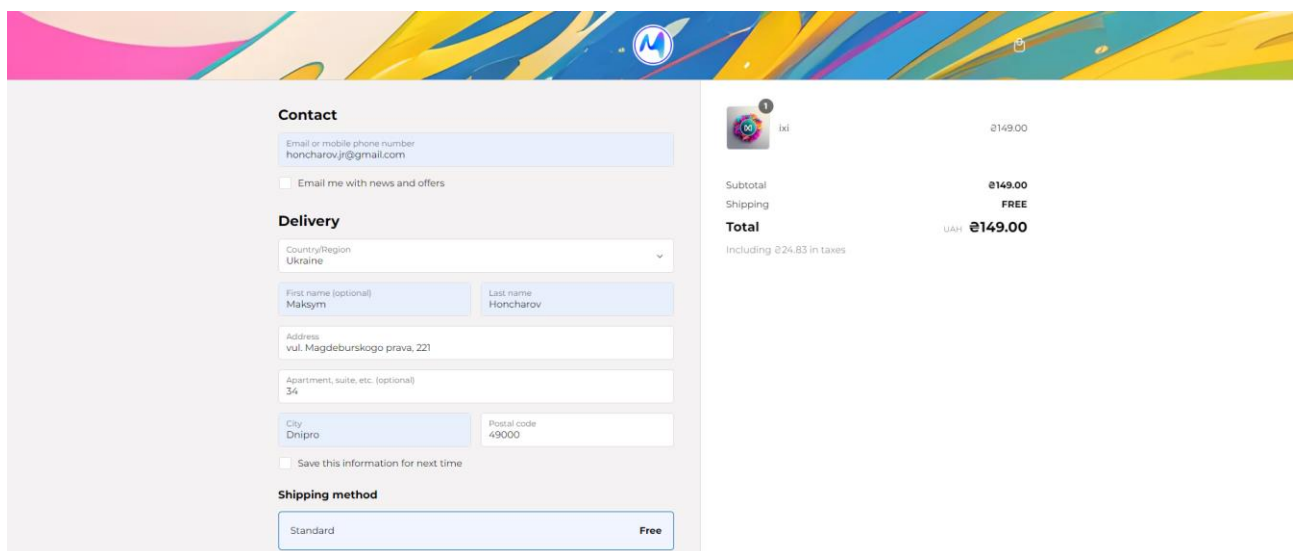 Contact
Email or mobile phone number
honcharov.jr@gmail.com
Email me with news and offers
Delivery
Country/Region
Ukraine
First name (optional)
Maksym
Last name
Honcharov
Address
vul. Magdeburskogo prava, 221
Apartment, suite, etc. (optional)
34
City
Dnipro
Postal code
49000
Save this information for next time
Shipping method
Standard Free
1
ixi ₴149.00
Subtotal ₴149.00
Shipping FREE
Total UAH ₴149.00
Including ₴24.83 in taxes